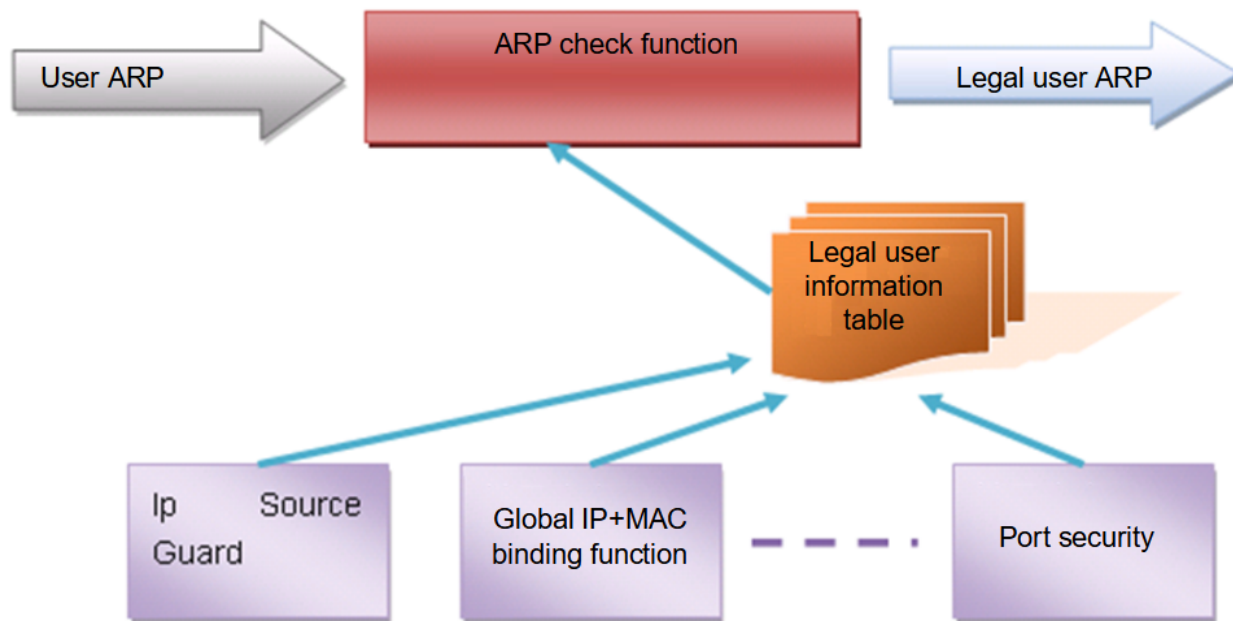 User ARP
ARP check function
Legal user ARP
Legal user
information
table
Ip Source
Guard
Global IP+MAC
binding function
Port security